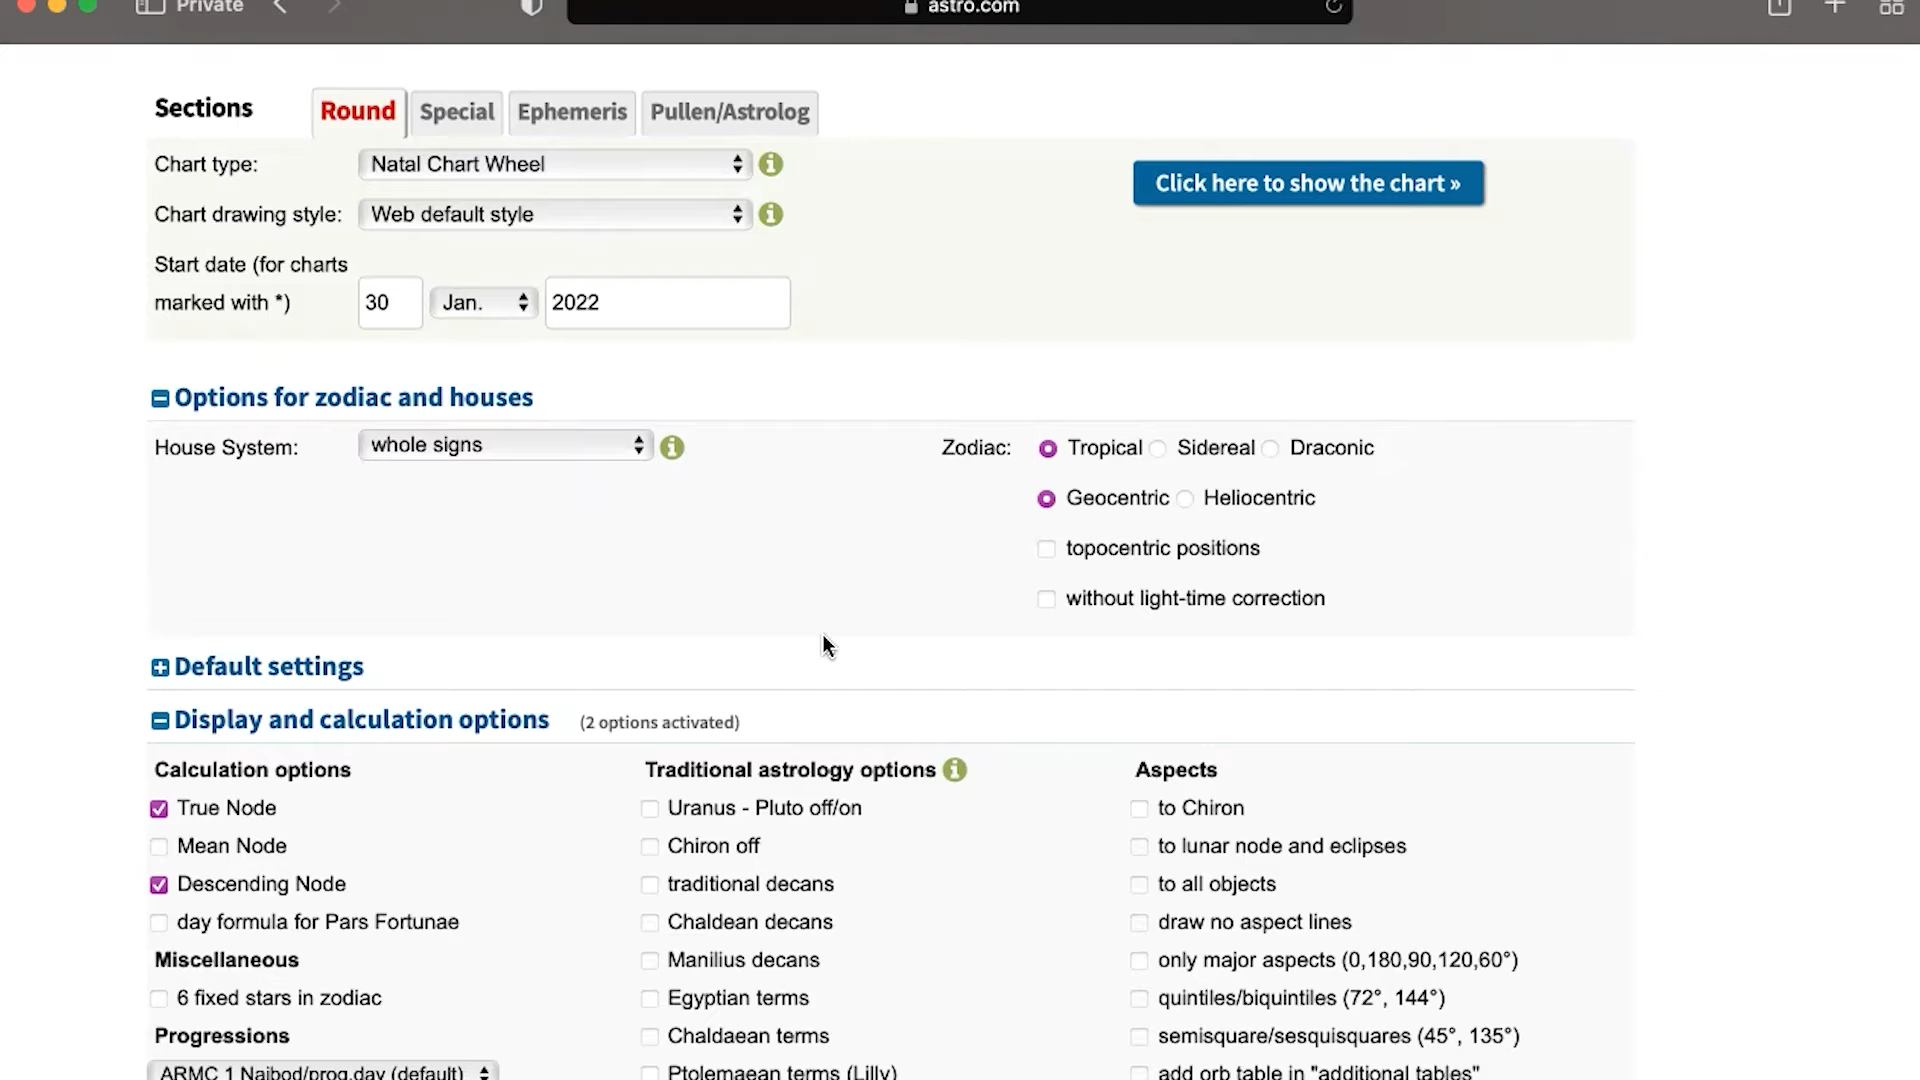 Private
astro.com
Sections Round Special Ephemeris Pullen/Astrolog
Chart type: Natal Chart Wheel
Click here to show the chart »
Chart drawing style: Web default style
Start date (for charts
marked with *) 30 Jan. 2022
Options for zodiac and houses
House System: whole signs Zodiac: Tropical Sidereal Draconic
Geocentric Heliocentric
topocentric positions
without light-time correction
Default settings
Display and calculation options (2 options activated)
Calculation options Traditional astrology options Aspects
True Node Uranus - Pluto off/on to Chiron
Mean Node Chiron off to lunar node and eclipses
Descending Node traditional decans to all objects
day formula for Pars Fortunae Chaldean decans draw no aspect lines
Miscellaneous Manilius decans only major aspects (0,180,90,120,60°)
6 fixed stars in zodiac Egyptian terms quintiles/biquintiles (72°, 144°)
Progressions Chaldaean terms semisquare/sesquisquares (45°, 135°)
ARMC 1 Naibod/prog.day (default) Ptolemaean terms (Lilly) add orb table in "additional tables"